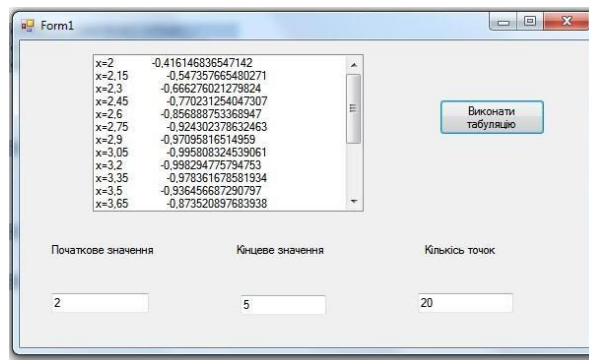 Form1
x=2 -0,416146836547142
x=2,15 -0,547357665480271
x=2,3 -0,666276021279824
x=2,45 -0,770231254047307
x=2,6 -0,856888753368947
x=2,75 -0,924302378632463
x=2,9 -0,97095816514959
x=3,05 -0,995808324539061
x=3,2 -0,998294775794753
x=3,35 -0,978361678581934
x=3,5 -0,936456687290797
x=3,65 -0,873520897683938
Виконати
табуляцію
Початкове значення
Кінцеве значення
Кількісь точок
2
5
20